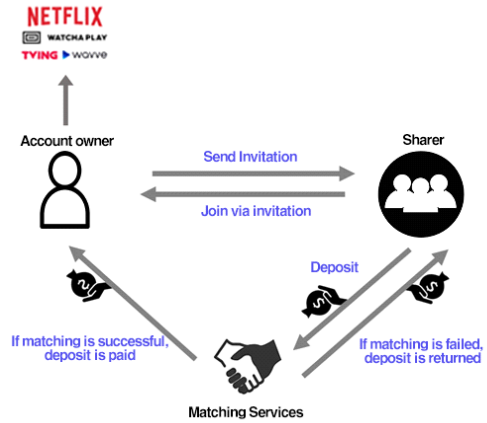 NETFLIX
WATCHA PLAY
TVING wavve
Account owner
Sharer
Send Invitation
Join via invitation
Deposit
$
$
If matching is successful,
deposit is paid
If matching is failed,
deposit is returned
Matching Services